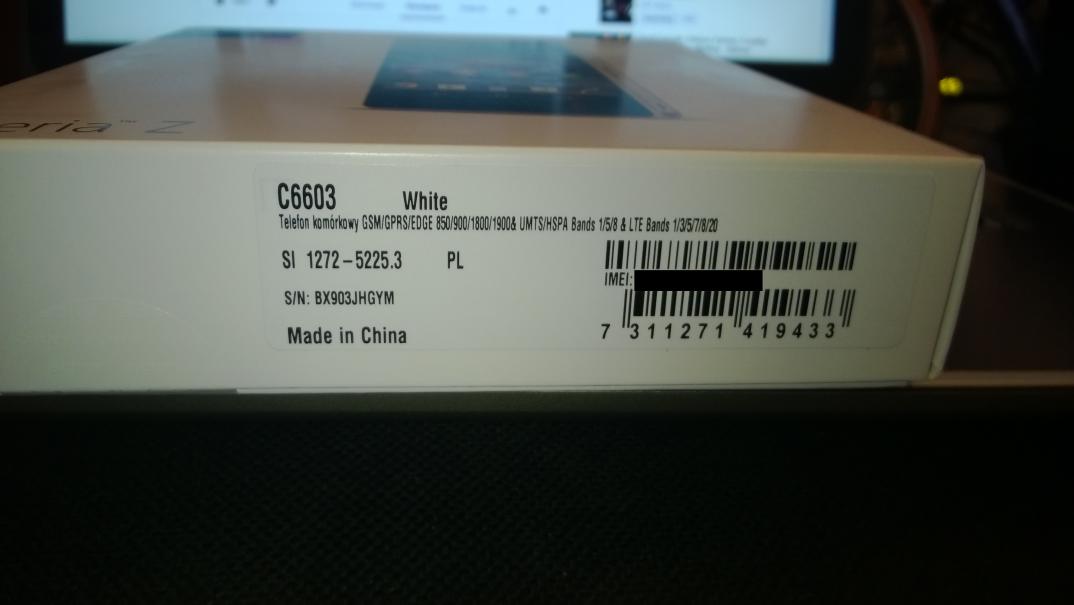 eria™ Z
C6603 White
Telefon komórkowy GSM/GPRS/EDGE 850/900/1800/1900& UMTS/HSPA Bands 1/5/8 & LTE Bands 1/3/5/7/8/20
SI 1272-5225.3 PL
IMEI:
S/N: BX903JHGYM
7 311271 419433
Made in China